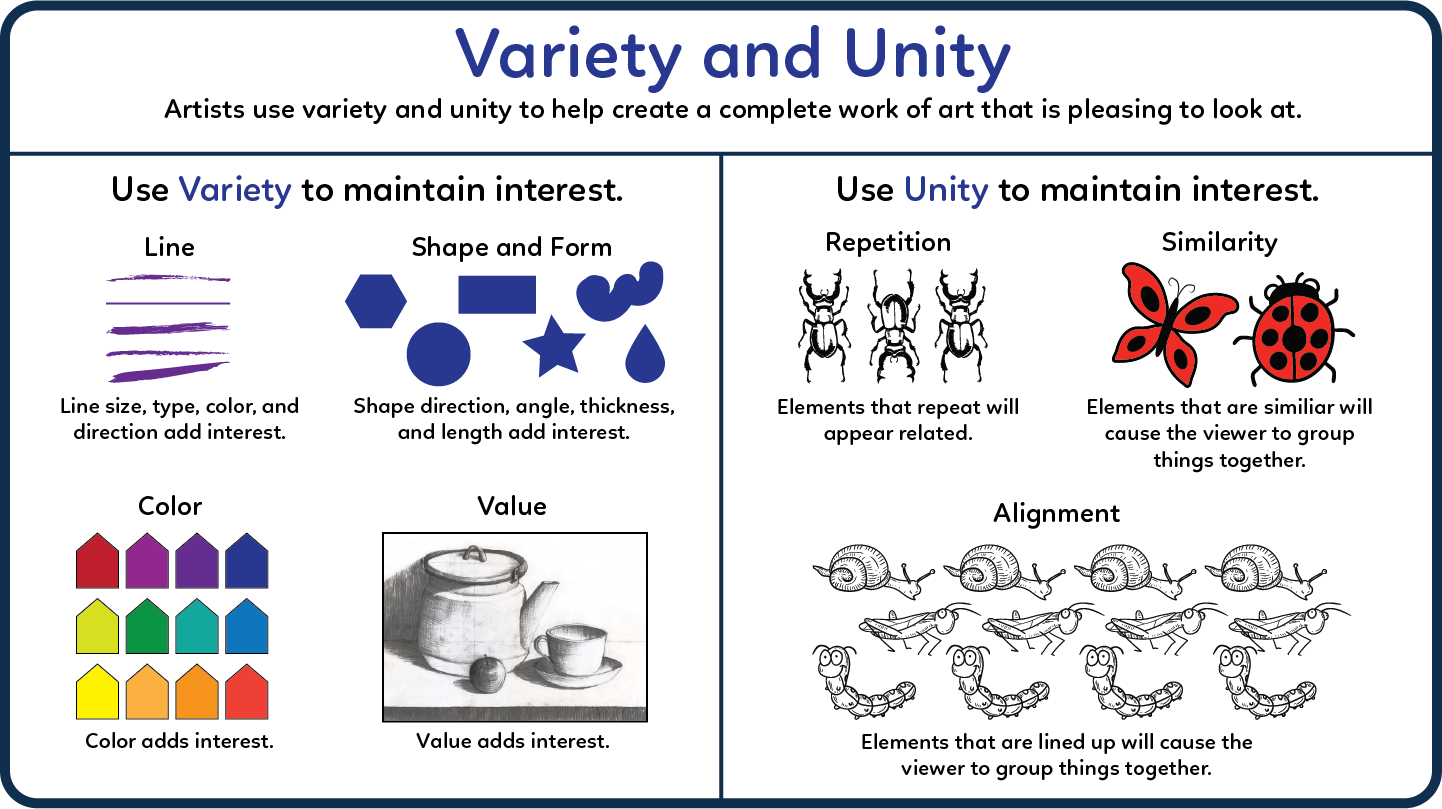 Variety and Unity
Artists use variety and unity to help create a complete work of art that is pleasing to look at.
Use Variety to maintain interest.
Line
Line size, type, color, and
direction add interest.
Shape and Form
Shape direction, angle, thickness,
and length add interest.
Color
Color adds interest.
Value
Value adds interest.
Use Unity to maintain interest.
Repetition
Elements that repeat will
appear related.
Similarity
Elements that are similiar will
cause the viewer to group
things together.
Alignment
Elements that are lined up will cause the
viewer to group things together.